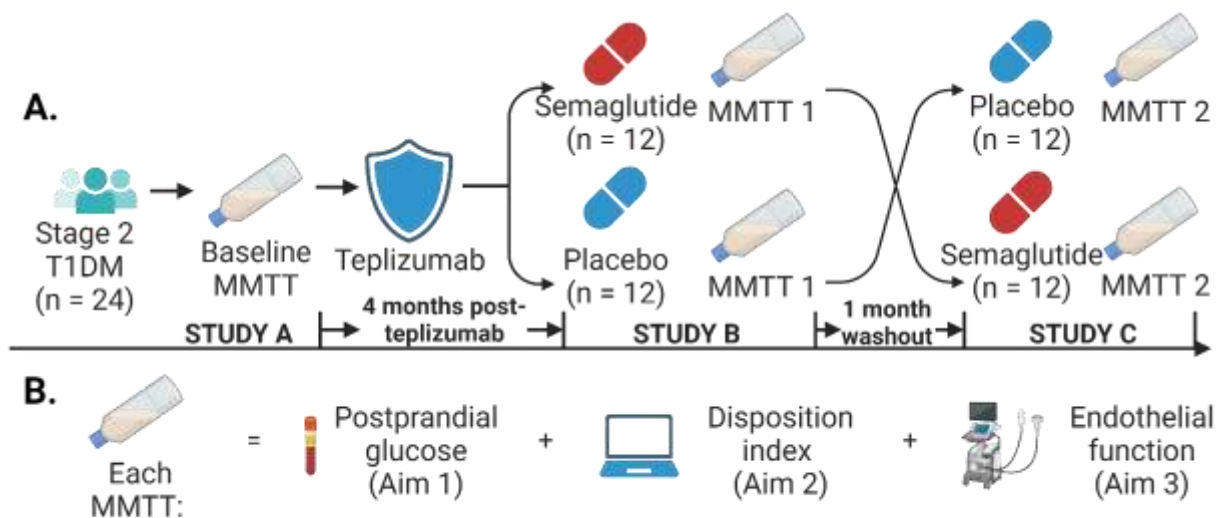 A.
Stage 2
T1DM
(n = 24)
Baseline
MMTT
Teplizumab
Semaglutide
(n = 12)
MMTT 1
Placebo
(n = 12)
MMTT 1
Placebo
(n = 12)
MMTT 2
Semaglutide
(n = 12)
MMTT 2
STUDY A
4 months post-
teplizumab
STUDY B
1 month
washout
STUDY C
B.
Each
MMTT:
=
Postprandial
glucose
(Aim 1)
+
Disposition
index
(Aim 2)
+
Endothelial
function
(Aim 3)